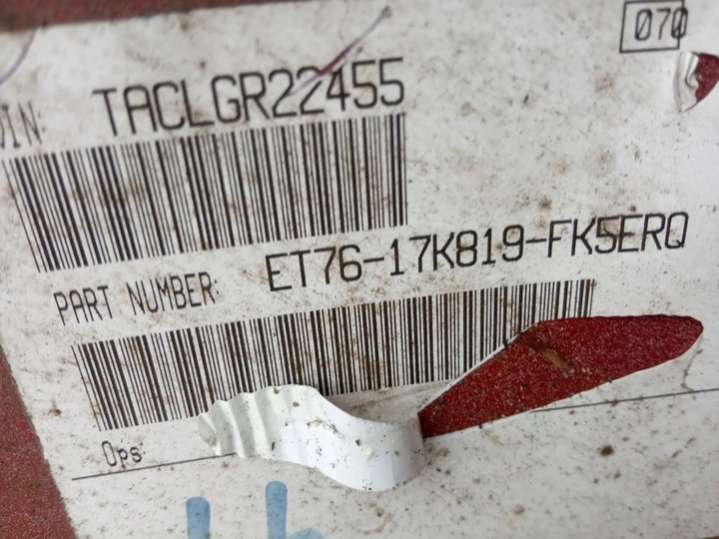 070
VIN: TACLGR22455
PART NUMBER: ET76-17K819-FK5ERQ
Ops: